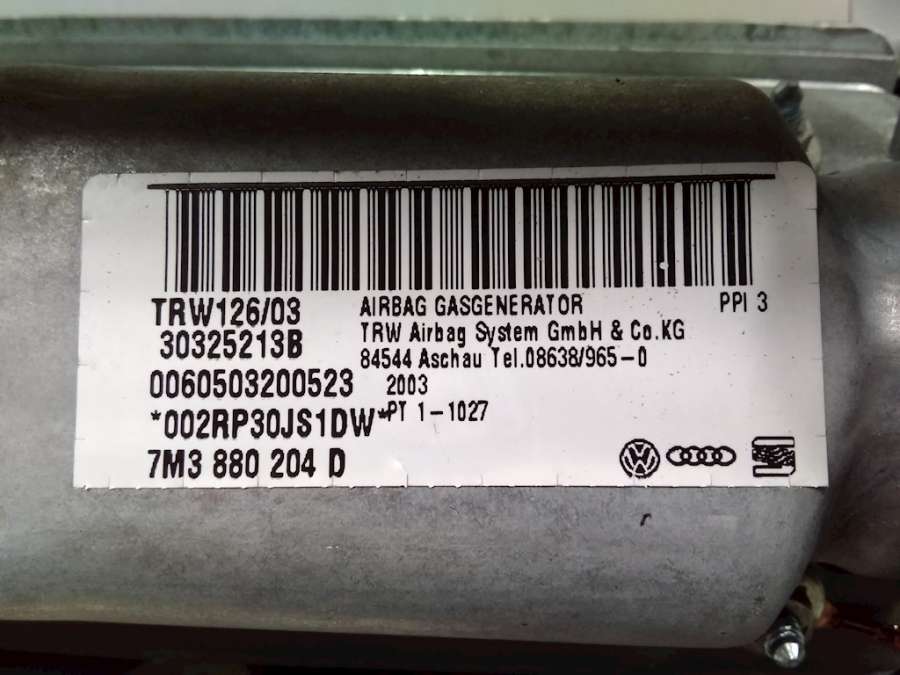 TRW126/03 AIRBAG GASGENERATOR PPI 3
30325213B TRW Airbag System GmbH & Co.KG
84544 Aschau Tel.08638/965-0
0060503200523 2003
*002RP30JS1DW* PT 1-1027
7M3 880 204 D